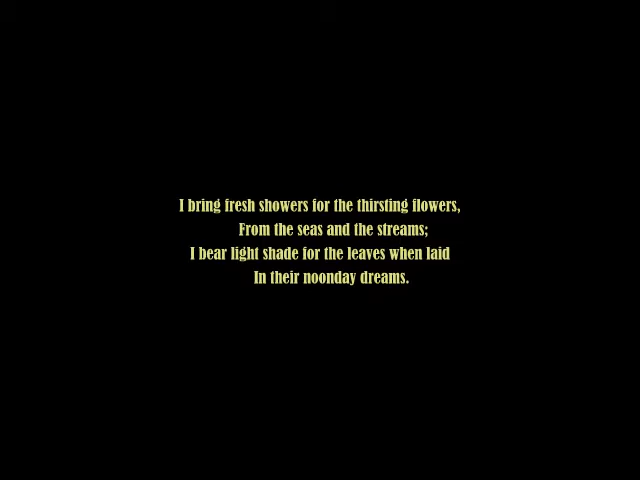 I bring fresh showers for the thirsting flowers,
From the seas and the streams;
I bear light shade for the leaves when laid
In their noonday dreams.